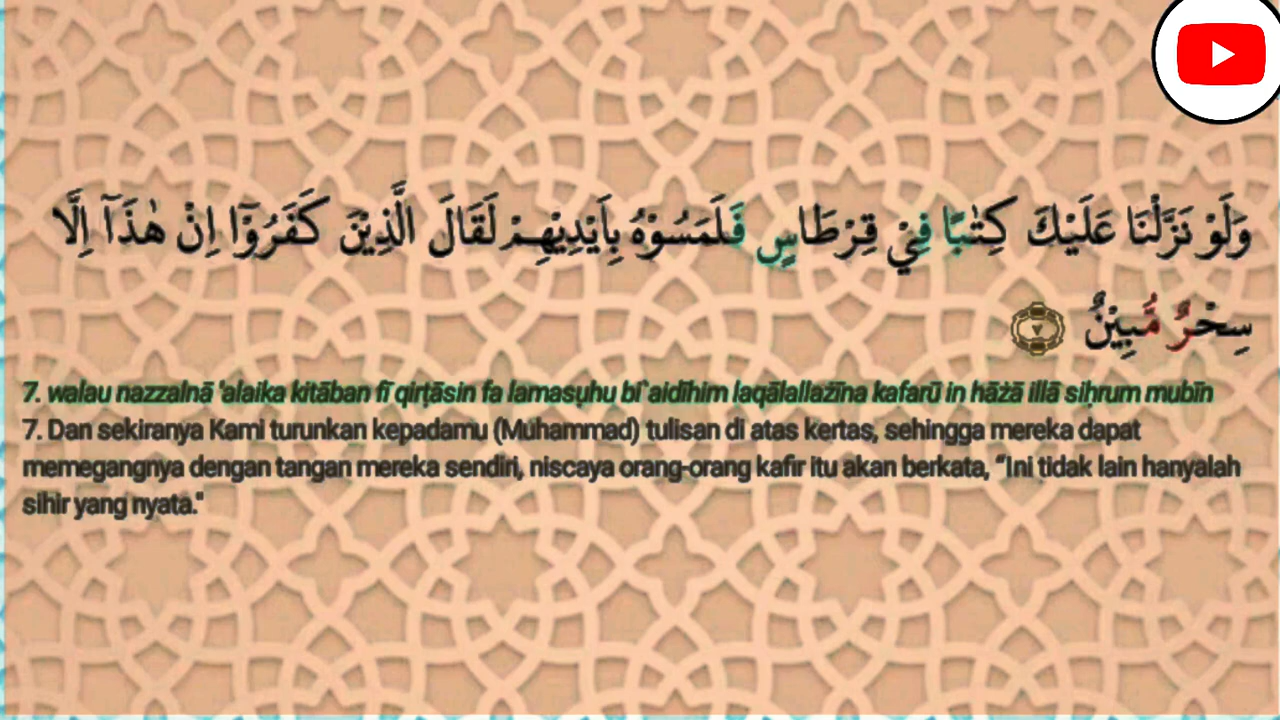 وَلَوْ نَزَّلْنَا عَلَيْكَ كِتٰبًا فِيْ قِرْطَاسٍ فَلَمَسُوْهُ بِاَيْدِيْهِمْ لَقَالَ الَّذِيْنَ كَفَرُوْٓا اِنْ هٰذَآ اِلَّا
سِحْرٌ مُّبِيْنٌ ٧
7. walau nazzalnā 'alaika kitāban fī qirṭāsin fa lamasụhu bi`aidīhim laqālallażīna kafarū in hāżā illā siḥrum mubīn
7. Dan sekiranya Kami turunkan kepadamu (Muhammad) tulisan di atas kertas, sehingga mereka dapat
memegangnya dengan tangan mereka sendiri, niscaya orang-orang kafir itu akan berkata, “Ini tidak lain hanyalah
sihir yang nyata."